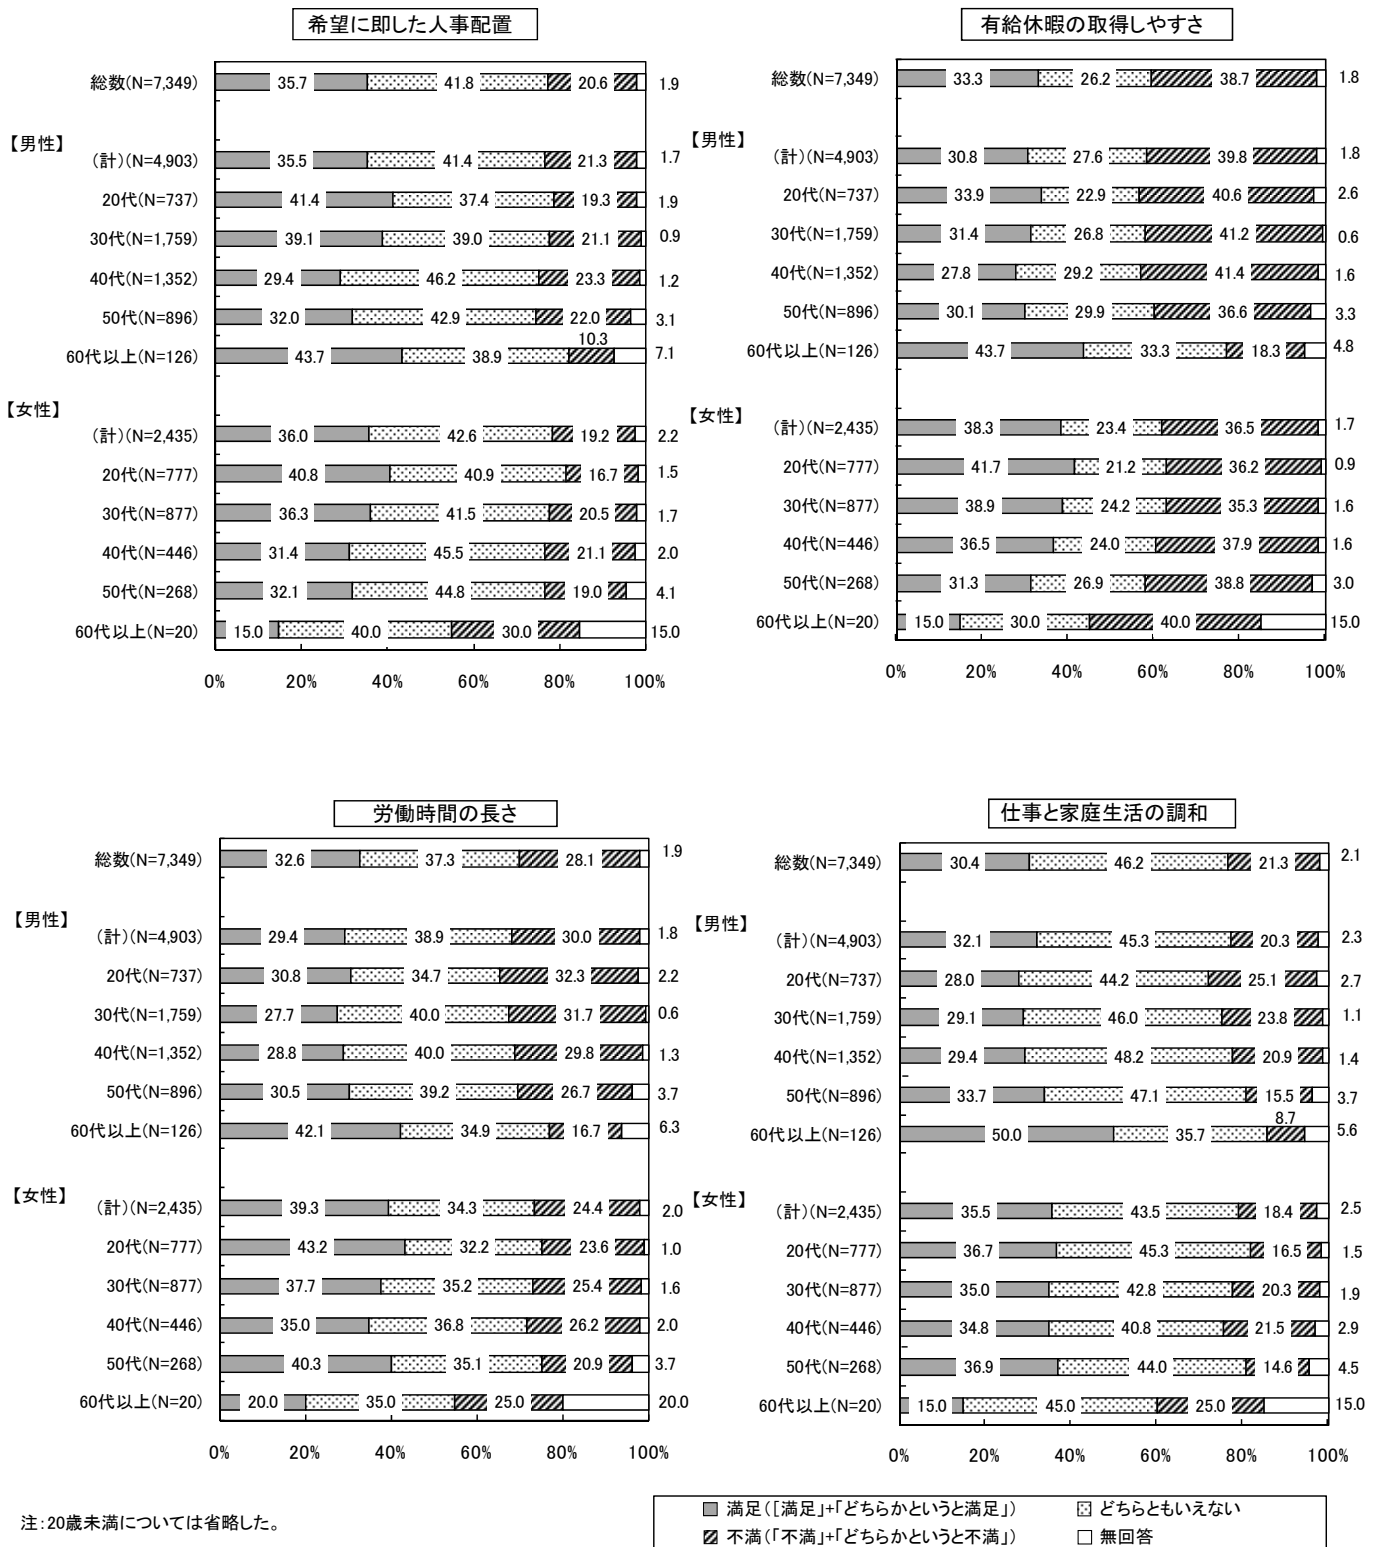 希望に即した人事配置
総数(N=7,349) 35.7 41.8 20.6 1.9
【男性】
(計)(N=4,903) 35.5 41.4 21.3 1.7
20代(N=737) 41.4 37.4 19.3 1.9
30代(N=1,759) 39.1 39.0 21.1 0.9
40代(N=1,352) 29.4 46.2 23.3 1.2
50代(N=896) 32.0 42.9 22.0 3.1
60代以上(N=126) 43.7 38.9 10.3 7.1
【女性】
(計)(N=2,435) 36.0 42.6 19.2 2.2
20代(N=777) 40.8 40.9 16.7 1.5
30代(N=877) 36.3 41.5 20.5 1.7
40代(N=446) 31.4 45.5 21.1 2.0
50代(N=268) 32.1 44.8 19.0 4.1
60代以上(N=20) 15.0 40.0 30.0 15.0
0% 20% 40% 60% 80% 100%
有給休暇の取得しやすさ
総数(N=7,349) 33.3 26.2 38.7 1.8
【男性】
(計)(N=4,903) 30.8 27.6 39.8 1.8
20代(N=737) 33.9 22.9 40.6 2.6
30代(N=1,759) 31.4 26.8 41.2 0.6
40代(N=1,352) 27.8 29.2 41.4 1.6
50代(N=896) 30.1 29.9 36.6 3.3
60代以上(N=126) 43.7 33.3 18.3 4.8
【女性】
(計)(N=2,435) 38.3 23.4 36.5 1.7
20代(N=777) 41.7 21.2 36.2 0.9
30代(N=877) 38.9 24.2 35.3 1.6
40代(N=446) 36.5 24.0 37.9 1.6
50代(N=268) 31.3 26.9 38.8 3.0
60代以上(N=20) 15.0 30.0 40.0 15.0
0% 20% 40% 60% 80% 100%
労働時間の長さ
総数(N=7,349) 32.6 37.3 28.1 1.9
【男性】
(計)(N=4,903) 29.4 38.9 30.0 1.8
20代(N=737) 30.8 34.7 32.3 2.2
30代(N=1,759) 27.7 40.0 31.7 0.6
40代(N=1,352) 28.8 40.0 29.8 1.3
50代(N=896) 30.5 39.2 26.7 3.7
60代以上(N=126) 42.1 34.9 16.7 6.3
【女性】
(計)(N=2,435) 39.3 34.3 24.4 2.0
20代(N=777) 43.2 32.2 23.6 1.0
30代(N=877) 37.7 35.2 25.4 1.6
40代(N=446) 35.0 36.8 26.2 2.0
50代(N=268) 40.3 35.1 20.9 3.7
60代以上(N=20) 20.0 35.0 25.0 20.0
0% 20% 40% 60% 80% 100%
仕事と家庭生活の調和
総数(N=7,349) 30.4 46.2 21.3 2.1
【男性】
(計)(N=4,903) 32.1 45.3 20.3 2.3
20代(N=737) 28.0 44.2 25.1 2.7
30代(N=1,759) 29.1 46.0 23.8 1.1
40代(N=1,352) 29.4 48.2 20.9 1.4
50代(N=896) 33.7 47.1 15.5 3.7
60代以上(N=126) 50.0 35.7 8.7 5.6
【女性】
(計)(N=2,435) 35.5 43.5 18.4 2.5
20代(N=777) 36.7 45.3 16.5 1.5
30代(N=877) 35.0 42.8 20.3 1.9
40代(N=446) 34.8 40.8 21.5 2.9
50代(N=268) 36.9 44.0 14.6 4.5
60代以上(N=20) 15.0 45.0 25.0 15.0
0% 20% 40% 60% 80% 100%
注:20歳未満については省略した。
満足([満足」+「どちらかというと満足」) どちらともいえない
不満(「不満」+「どちらかというと不満」) 無回答